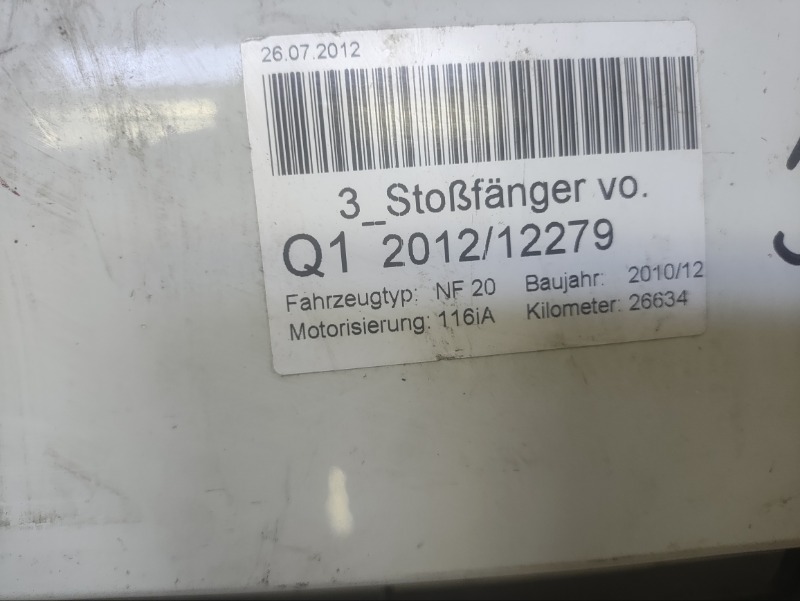 26.07.2012
3_Stoßfänger vo.
Q1 2012/12279
Fahrzeugtyp: NF 20 Baujahr: 2010/12
Motorisierung: 116iA Kilometer: 26634